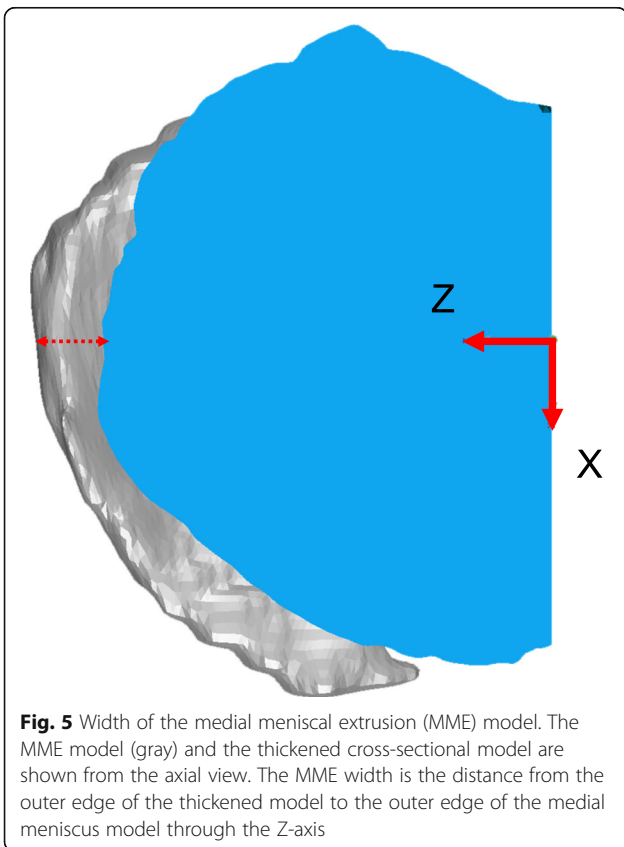 Z
X
Fig. 5 Width of the medial meniscal extrusion (MME) model. The
MME model (gray) and the thickened cross-sectional model are
shown from the axial view. The MME width is the distance from the
outer edge of the thickened model to the outer edge of the medial
meniscus model through the Z-axis